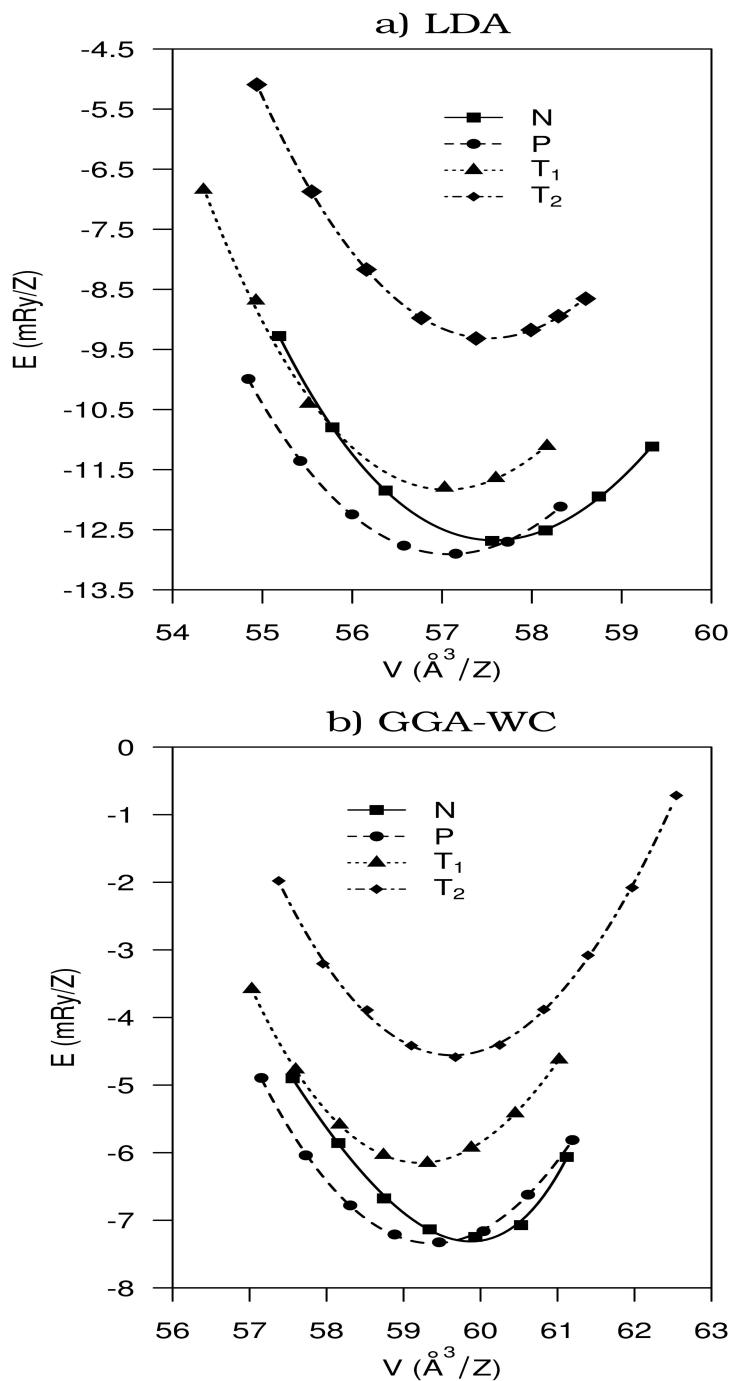 a) LDA
-4.5
-5.5
-6.5
-7.5
-8.5
-9.5
-10.5
-11.5
-12.5
-13.5
E (mRy/Z)
N
P
T₁
T₂
54 55 56 57 58 59 60
V (Å³/Z)
b) GGA-WC
0
-1
-2
-3
-4
-5
-6
-7
-8
E (mRy/Z)
N
P
T₁
T₂
56 57 58 59 60 61 62 63
V (Å³/Z)